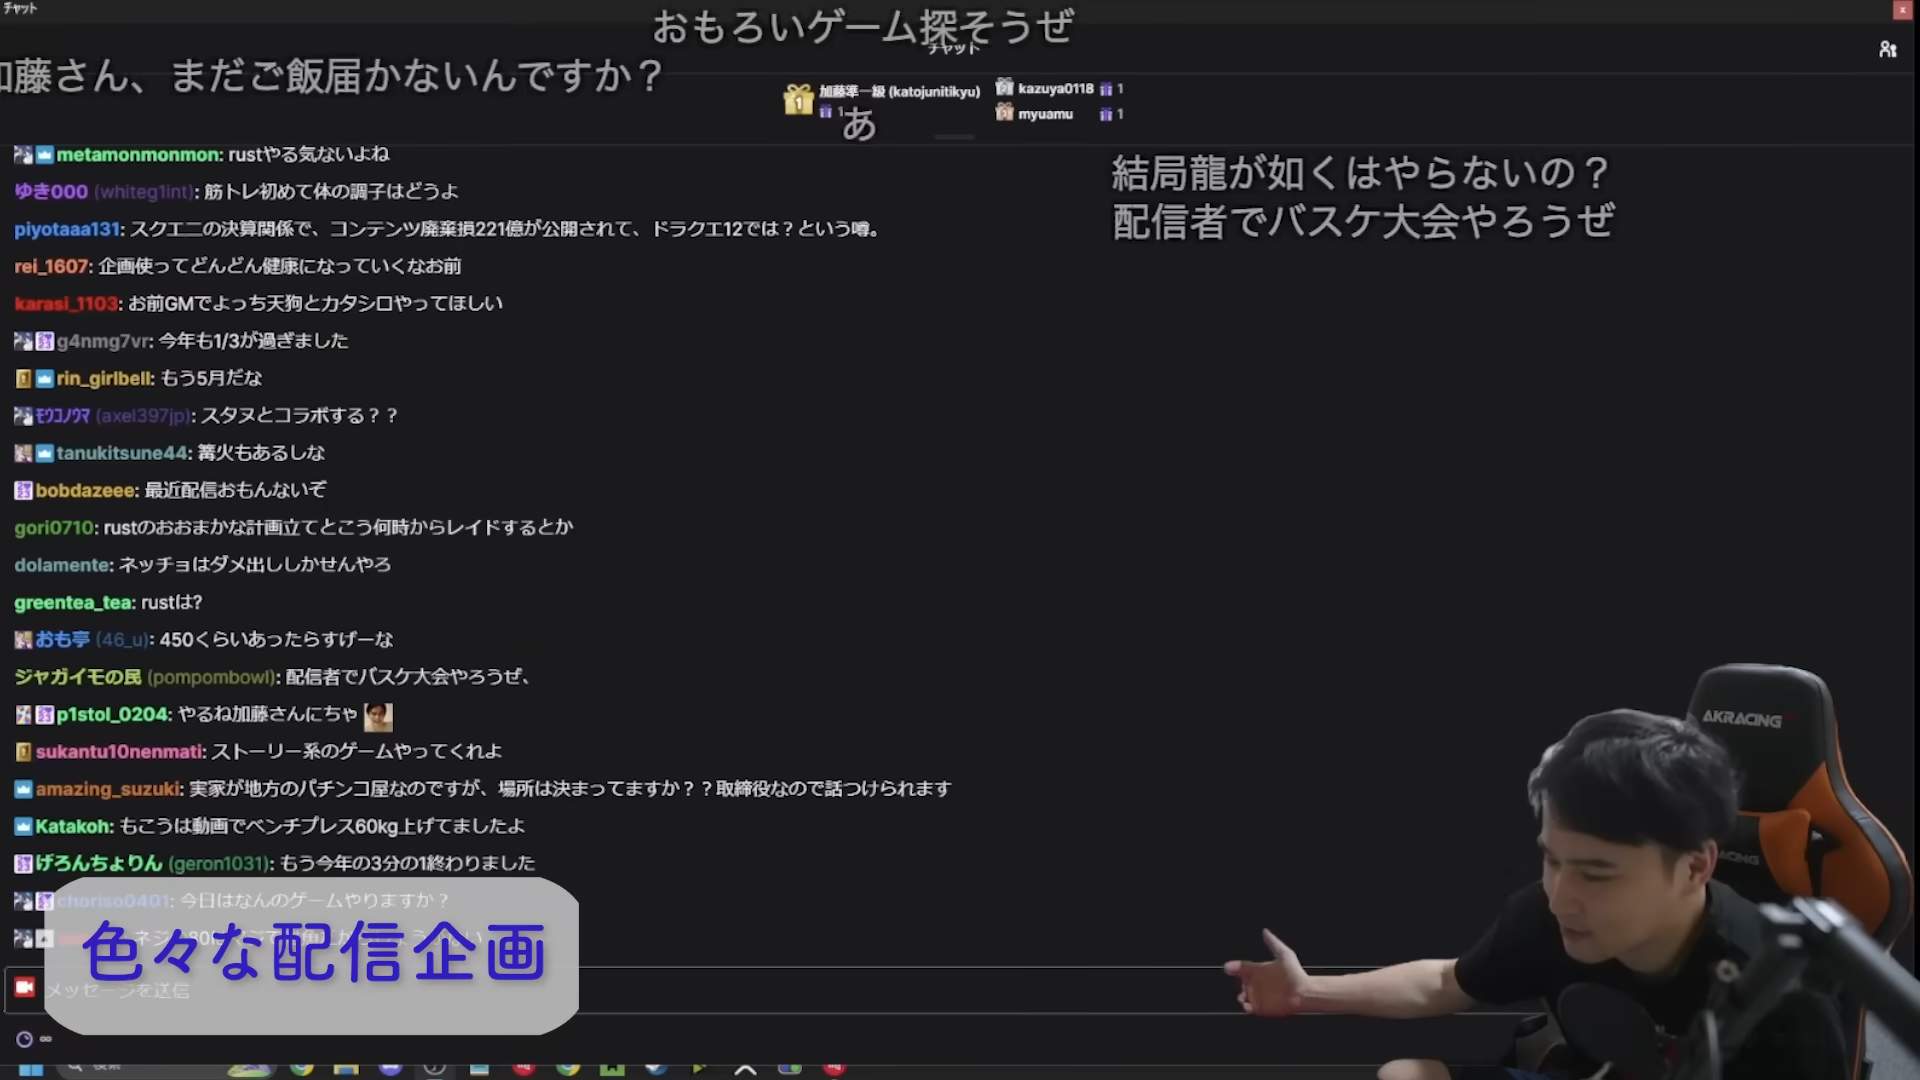 チャット
おもろいゲーム探そうぜ
チャット
加藤さん、まだご飯届かないんですか？
加藤準一級 (katojunitikyu)
1
kazuya0118 1
myuamu 1
あ
結局龍が如くはやらないの？
配信者でバスケ大会やろうぜ
metamonmonmon: rustやる気ないよね
ゆき000 (whiteg1int): 筋トレ初めて体の調子はどうよ
piyotaaa131: スクエニの決算関係で、コンテンツ廃棄損221億が公開されて、ドラクエ12では？という噂。
rei_1607: 企画使ってどんどん健康になっていくなお前
karasi_1103: お前GMでよっち天狗とカタシロやってほしい
g4nmg7vr: 今年も1/3が過ぎました
rin_girlbell: もう5月だな
ﾓｳｺﾉｳﾏ (axel397jp): スタヌとコラボする？？
tanukitsune44: 篝火もあるしな
bobdazeee: 最近配信おもんないぞ
gori0710: rustのおおまかな計画立てとこう何時からレイドするとか
dolamente: ネッチョはダメ出ししかせんやろ
greentea_tea: rustは?
おも亭 (46_u): 450くらいあったらすげーな
ジャガイモの民 (pompombowl): 配信者でバスケ大会やろうぜ、
p1stol_0204: やるね加藤さんにちゃ
sukantu10nenmati: ストーリー系のゲームやってくれよ
amazing_suzuki: 実家が地方のパチンコ屋なのですが、場所は決まってますか？？取締役なので話つけられます
Katakoh: もこうは動画でベンチプレス60kg上げてましたよ
げろんちょりん (geron1031): もう今年の3分の1終わりました
choriso0401: 今日はなんのゲームやりますか？
色々な配信企画
メッセージを送信
検索
AKRACING